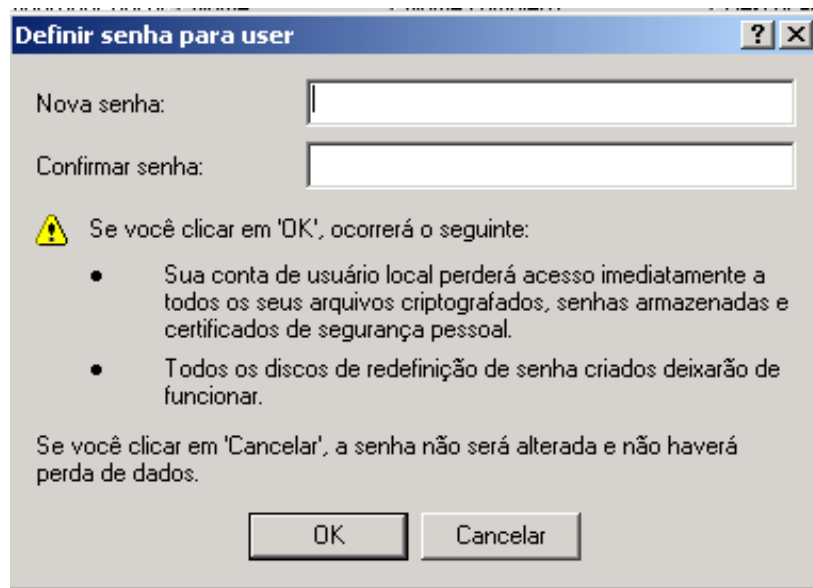 Definir senha para user
Nova senha:
Confirmar senha:
Se você clicar em 'OK', ocorrerá o seguinte:
• Sua conta de usuário local perderá acesso imediatamente a
todos os seus arquivos criptografados, senhas armazenadas e
certificados de segurança pessoal.
• Todos os discos de redefinição de senha criados deixarão de
funcionar.
Se você clicar em 'Cancelar', a senha não será alterada e não haverá
perda de dados.
OK
Cancelar